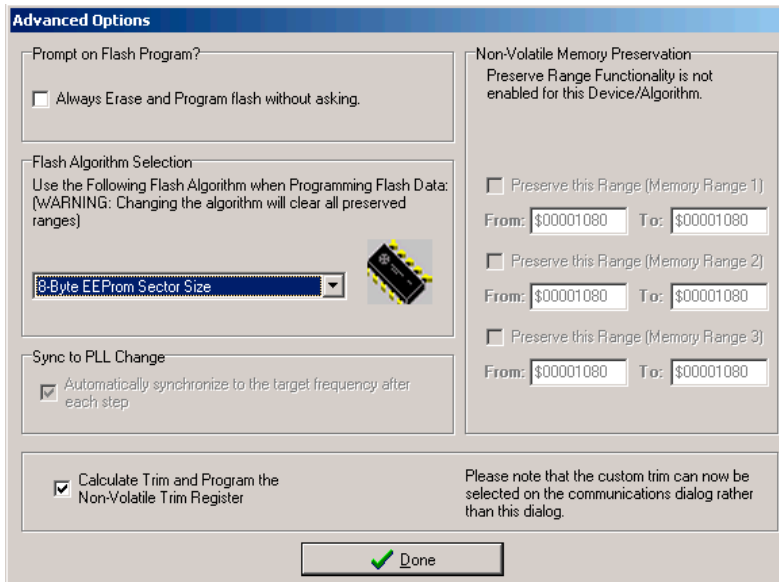 Advanced Options
Prompt on Flash Program?
Always Erase and Program flash without asking.
Flash Algorithm Selection
Use the Following Flash Algorithm when Programming Flash Data:
(WARNING: Changing the algorithm will clear all preserved
ranges)
8-Byte EEProm Sector Size
Sync to PLL Change
Automatically synchronize to the target frequency after
each step
Non-Volatile Memory Preservation
Preserve Range Functionality is not
enabled for this Device/Algorithm.
Preserve this Range (Memory Range 1)
From: $00001080 To: $00001080
Preserve this Range (Memory Range 2)
From: $00001080 To: $00001080
Preserve this Range (Memory Range 3)
From: $00001080 To: $00001080
Calculate Trim and Program the
Non-Volatile Trim Register
Please note that the custom trim can now be
selected on the communications dialog rather
than this dialog.
Done